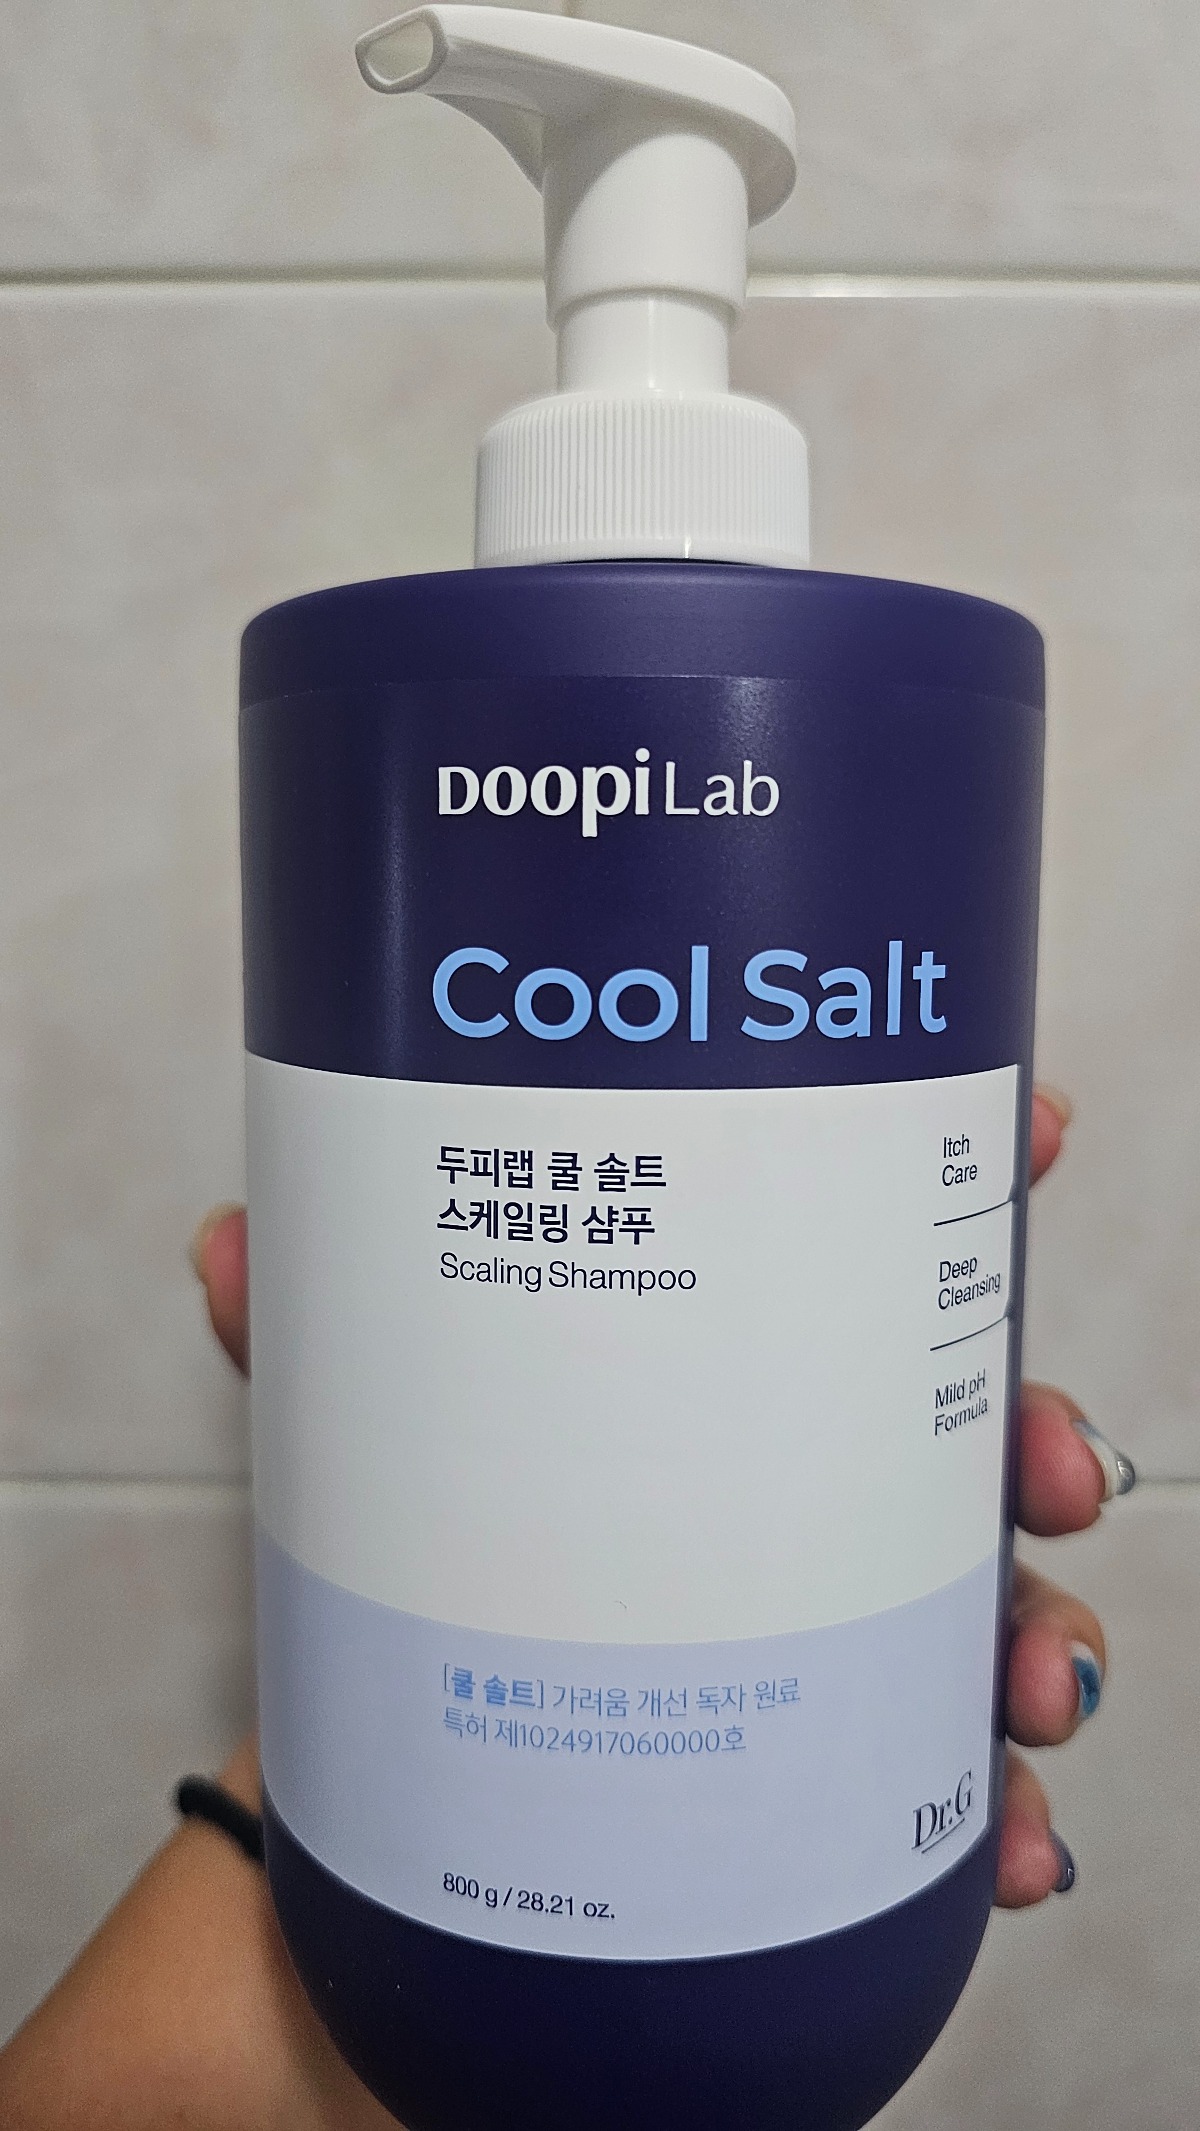 DOOpi Lab
Cool Salt
두피랩 쿨 솔트
스케일링 샴푸
Scaling Shampoo
Itch
Care
Deep
Cleansing
Mild pH
Formula
[쿨 솔트] 가려움 개선 독자 원료
특허 제1024917060000호
Dr.G
800 g / 28.21 oz.